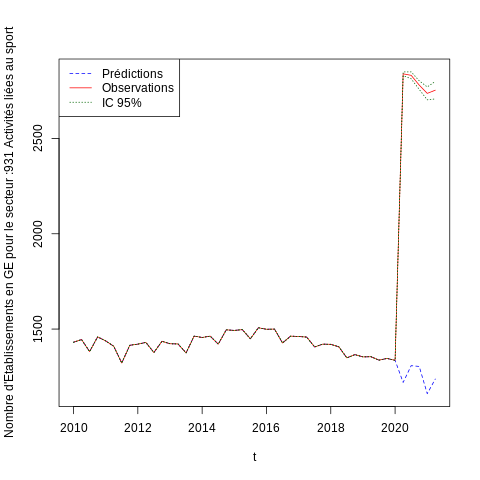 Nombre d'Etablissements en GE pour le secteur :931 Activités liées au sport
Prédictions
Observations
IC 95%
2500
2000
1500
2010 2012 2014 2016 2018 2020
t